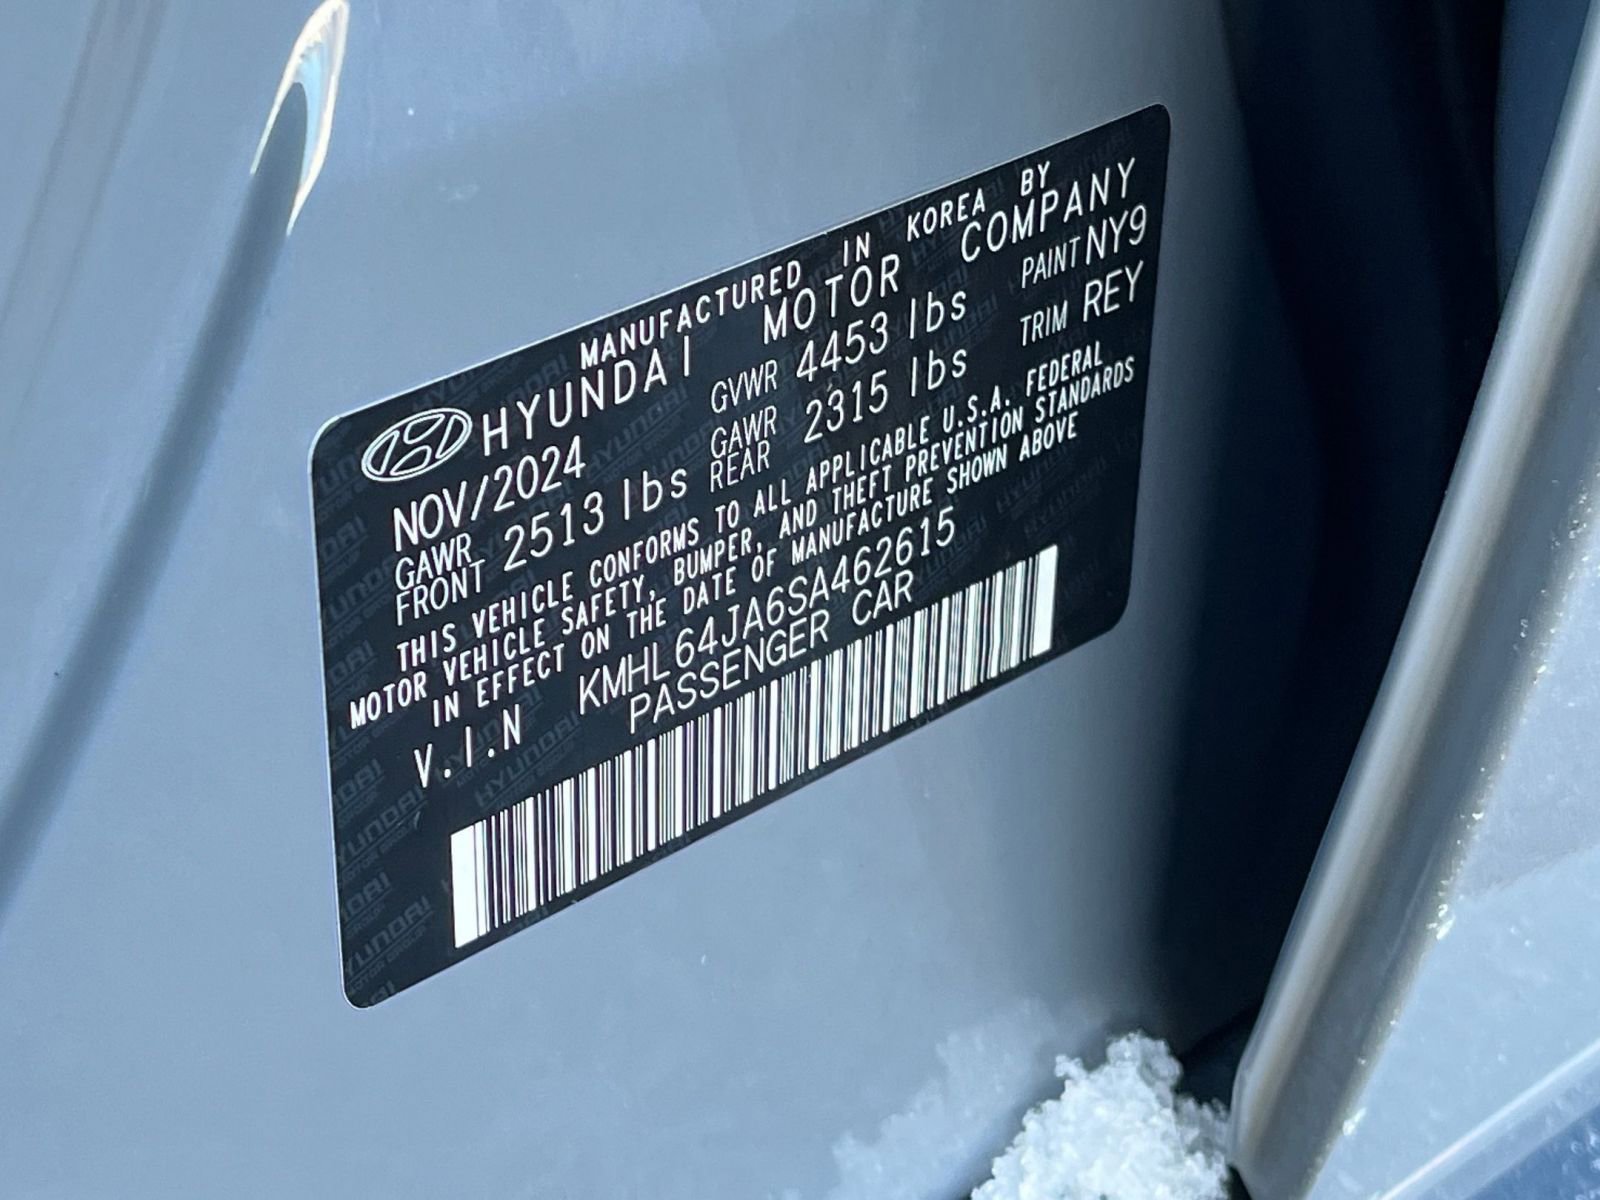 MANUFACTURED IN KOREA BY
HYUNDAI MOTOR COMPANY
NOV/2024 GVWR 4453 lbs PAINT NY9
GAWR FRONT 2513 lbs GAWR REAR 2315 lbs TRIM REY
THIS VEHICLE CONFORMS TO ALL APPLICABLE U.S.A. FEDERAL
MOTOR VEHICLE SAFETY, BUMPER, AND THEFT PREVENTION STANDARDS
IN EFFECT ON THE DATE OF MANUFACTURE SHOWN ABOVE
V.I.N KMHL64JA6SA462615
PASSENGER CAR